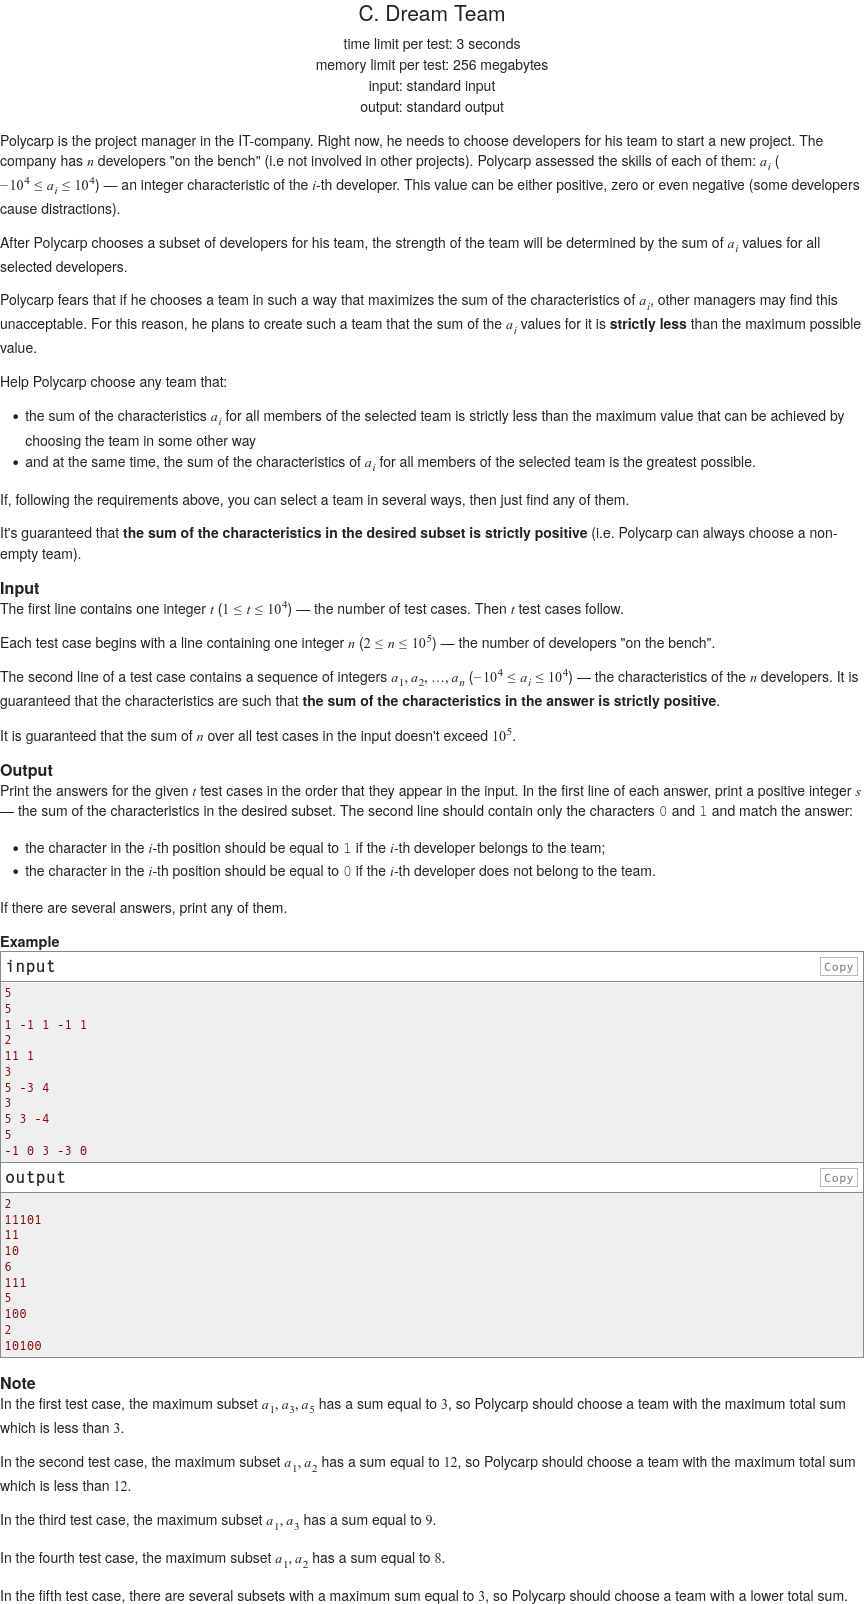 C. Dream Team
time limit per test: 3 seconds
memory limit per test: 256 megabytes
input: standard input
output: standard output
Polycarp is the project manager in the IT-company. Right now, he needs to choose developers for his team to start a new project. The
company has n developers "on the bench" (i.e not involved in other projects). Polycarp assessed the skills of each of them: a_i (
−10^4 ≤ a_i ≤ 10^4) — an integer characteristic of the i-th developer. This value can be either positive, zero or even negative (some developers
cause distractions).
After Polycarp chooses a subset of developers for his team, the strength of the team will be determined by the sum of a_i values for all
selected developers.
Polycarp fears that if he chooses a team in such a way that maximizes the sum of the characteristics of a_i, other managers may find this
unacceptable. For this reason, he plans to create such a team that the sum of the a_i values for it is strictly less than the maximum possible
value.
Help Polycarp choose any team that:
• the sum of the characteristics a_i for all members of the selected team is strictly less than the maximum value that can be achieved by
choosing the team in some other way
• and at the same time, the sum of the characteristics of a_i for all members of the selected team is the greatest possible.
If, following the requirements above, you can select a team in several ways, then just find any of them.
It's guaranteed that the sum of the characteristics in the desired subset is strictly positive (i.e. Polycarp can always choose a non-
empty team).
Input
The first line contains one integer t (1 ≤ t ≤ 10^4) — the number of test cases. Then t test cases follow.
Each test case begins with a line containing one integer n (2 ≤ n ≤ 10^5) — the number of developers "on the bench".
The second line of a test case contains a sequence of integers a_1, a_2, …, a_n (−10^4 ≤ a_i ≤ 10^4) — the characteristics of the n developers. It is
guaranteed that the characteristics are such that the sum of the characteristics in the answer is strictly positive.
It is guaranteed that the sum of n over all test cases in the input doesn't exceed 10^5.
Output
Print the answers for the given t test cases in the order that they appear in the input. In the first line of each answer, print a positive integer s
— the sum of the characteristics in the desired subset. The second line should contain only the characters 0 and 1 and match the answer:
• the character in the i-th position should be equal to 1 if the i-th developer belongs to the team;
• the character in the i-th position should be equal to 0 if the i-th developer does not belong to the team.
If there are several answers, print any of them.
Example
input Copy
5
5
1 -1 1 -1 1
2
11 1
3
5 -3 4
3
5 3 -4
5
-1 0 3 -3 0
output Copy
2
11101
11
10
6
111
5
100
2
10100
Note
In the first test case, the maximum subset a_1, a_3, a_5 has a sum equal to 3, so Polycarp should choose a team with the maximum total sum
which is less than 3.
In the second test case, the maximum subset a_1, a_2 has a sum equal to 12, so Polycarp should choose a team with the maximum total sum
which is less than 12.
In the third test case, the maximum subset a_1, a_3 has a sum equal to 9.
In the fourth test case, the maximum subset a_1, a_2 has a sum equal to 8.
In the fifth test case, there are several subsets with a maximum sum equal to 3, so Polycarp should choose a team with a lower total sum.